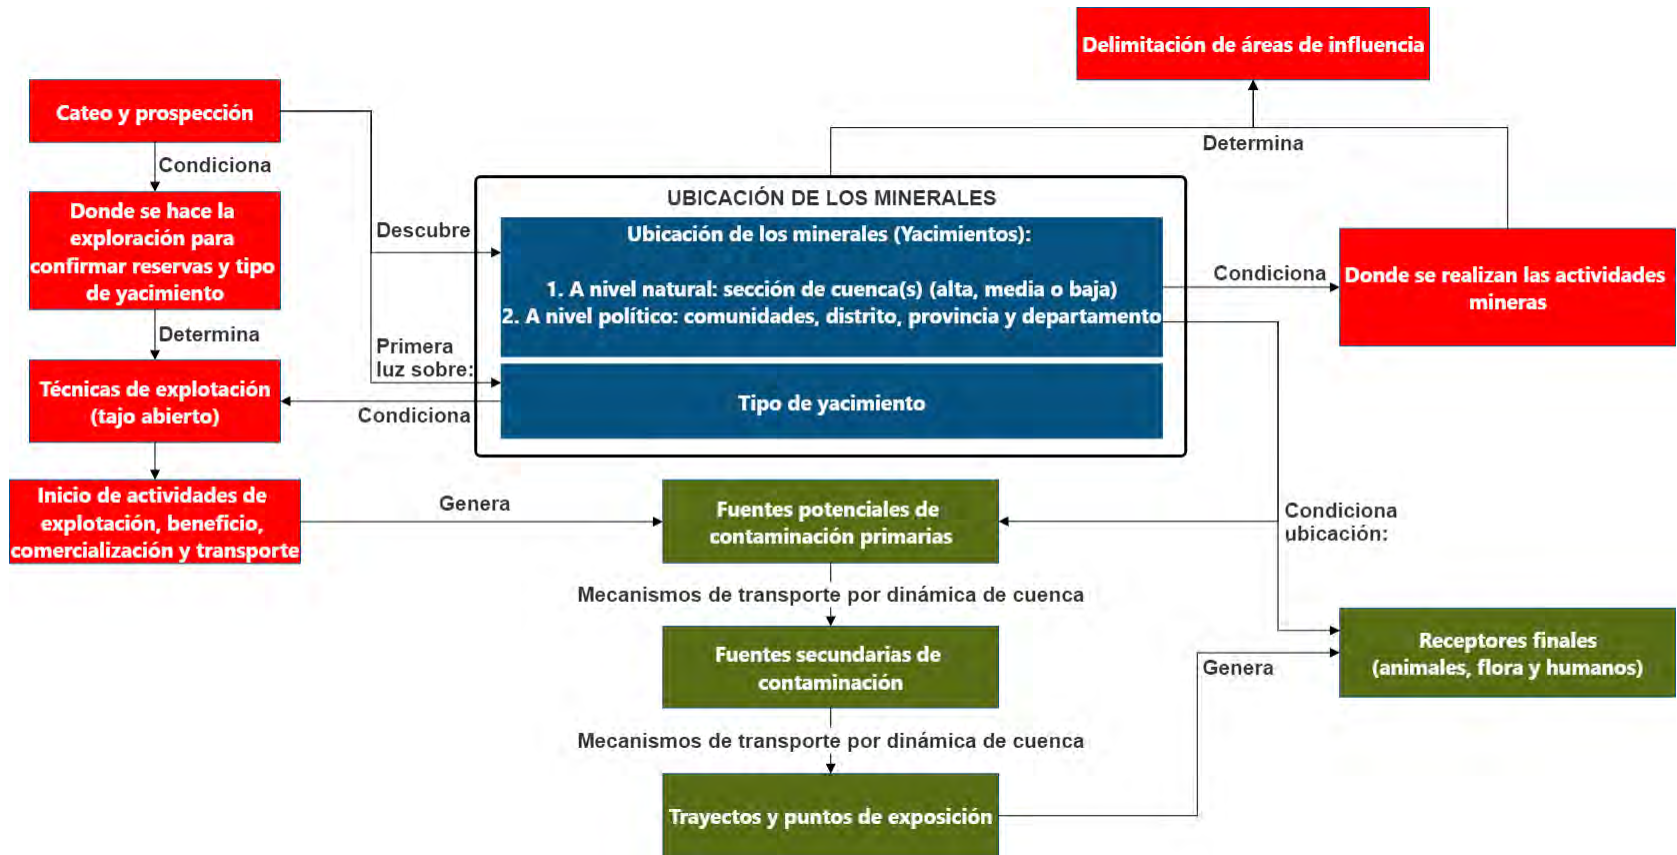 Delimitación de áreas de influencia
Cateo y prospección
Determina
Condiciona
UBICACIÓN DE LOS MINERALES
Donde se hace la
exploración para
confirmar reservas y tipo
de yacimiento
Descubre
Ubicación de los minerales (Yacimientos):
1. A nivel natural: sección de cuenca(s) (alta, media o baja)
2. A nivel político: comunidades, distrito, provincia y departamento
Condiciona
Donde se realizan las actividades
mineras
Determina
Primera
luz sobre:
Técnicas de explotación
(tajo abierto)
Condiciona
Tipo de yacimiento
Inicio de actividades de
explotación, beneficio,
comercialización y transporte
Genera
Fuentes potenciales de
contaminación primarias
Condiciona
ubicación:
Mecanismos de transporte por dinámica de cuenca
Fuentes secundarias de
contaminación
Receptores finales
(animales, flora y humanos)
Genera
Mecanismos de transporte por dinámica de cuenca
Trayectos y puntos de exposición